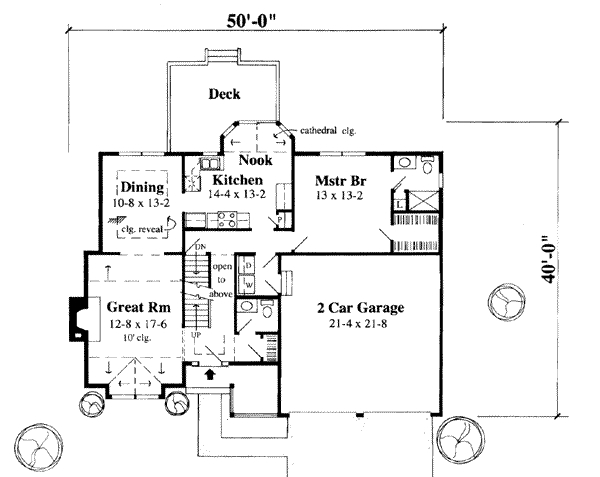 50'-0"
Deck
cathedral clg.
Nook
Kitchen
14-4 x 13-2
Dining
10-8 x 13-2
clg. reveal
Mstr Br
13 x 13-2
L
P
DN
open
to
above
D
W
Great Rm
12-8 x 17-6
10' clg.
UP
2 Car Garage
21-4 x 21-8
40'-0"